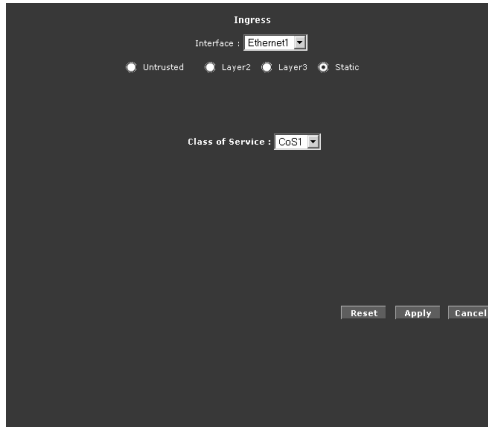 Ingress
Interface : Ethernet1
Untrusted Layer2 Layer3 Static
Class of Service : CoS1
Reset Apply Cancel